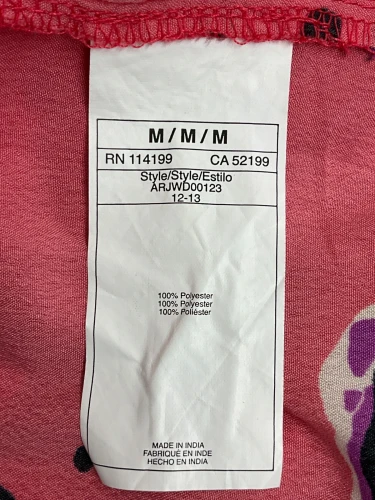 M / M / M
RN 114199 CA 52199
Style/Style/Estilo
ARJWD00123
12-13
100% Polyester
100% Polyester
100% Poliéster
MADE IN INDIA
FABRIQUÉ EN INDE
HECHO EN INDIA